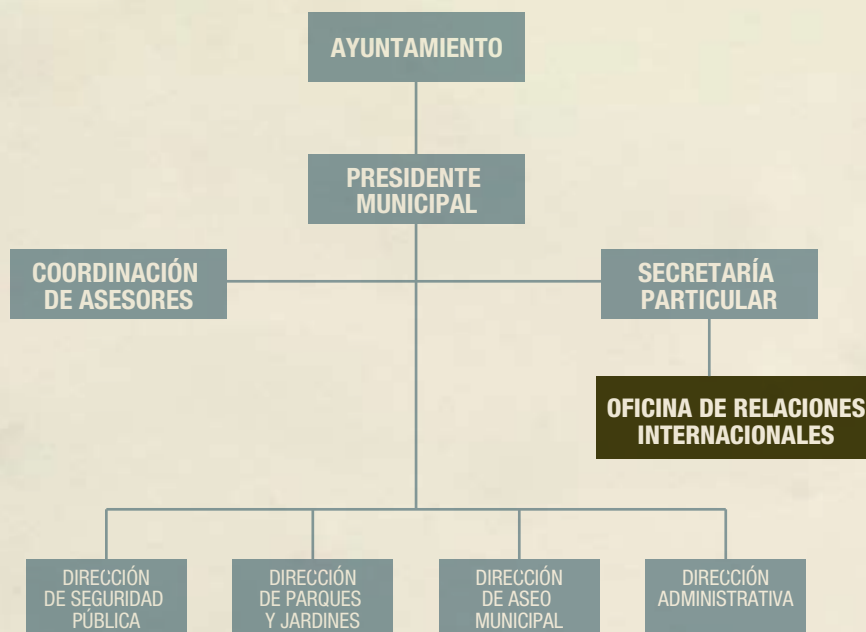 AYUNTAMIENTO
PRESIDENTE
MUNICIPAL
COORDINACIÓN
DE ASESORES
SECRETARÍA
PARTICULAR
OFICINA DE RELACIONES
INTERNACIONALES
DIRECCIÓN
DE SEGURIDAD
PÚBLICA
DIRECCIÓN
DE PARQUES
Y JARDINES
DIRECCIÓN
DE ASEO
MUNICIPAL
DIRECCIÓN
ADMINISTRATIVA